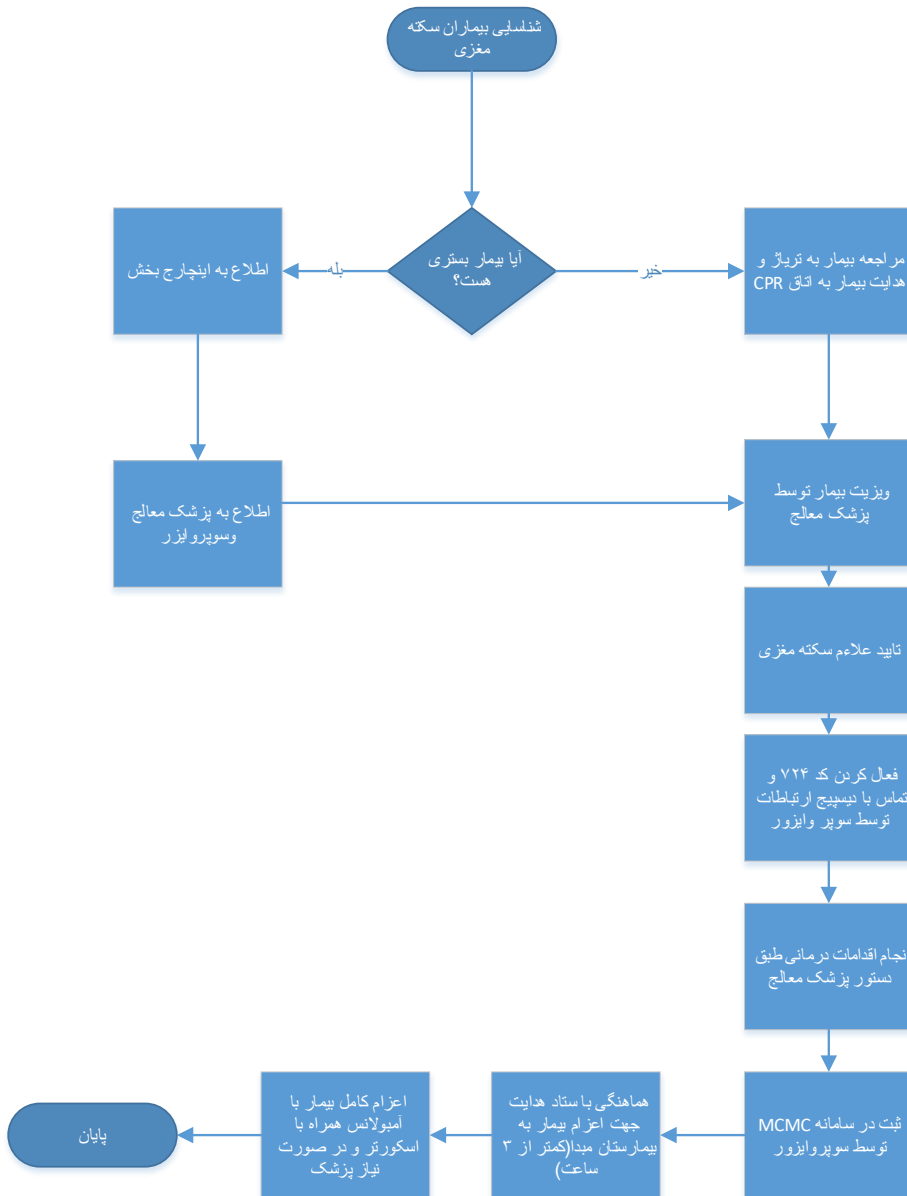 شناسایی بیماران سکته
مغزی
آیا بیمار بستری
هست؟
بله
خیر
اطلاع به اینچارج بخش
مراجعه بیمار به تریاژ و
هدایت بیمار به اتاق CPR
اطلاع به پزشک معالج
وسوپروایزر
ویزیت بیمار توسط
پزشک معالج
تایید علاءم سکته مغزی
فعال کردن کد ۷۲۴ و
تماس با دیسپیج ارتباطات
توسط سوپر وایزور
انجام اقدامات درمانی طبق
دستور پزشک معالج
ثبت در سامانه MCMC
توسط سوپروایزور
هماهنگی با ستاد هدایت
جهت اعزام بیمار به
بیمارستان مبدا(کمتر از ۳
ساعت)
اعزام کامل بیمار با
آمبولانس همراه با
اسکورتر و در صورت
نیاز پزشک
پایان